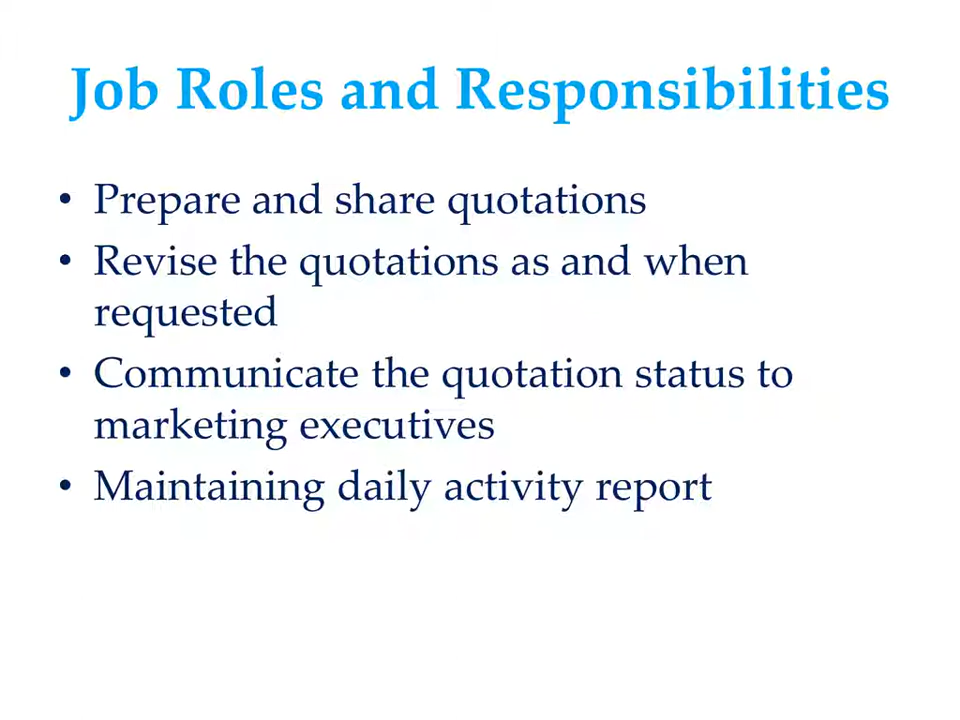 Job Roles and Responsibilities
• Prepare and share quotations
• Revise the quotations as and when
requested
• Communicate the quotation status to
marketing executives
• Maintaining daily activity report